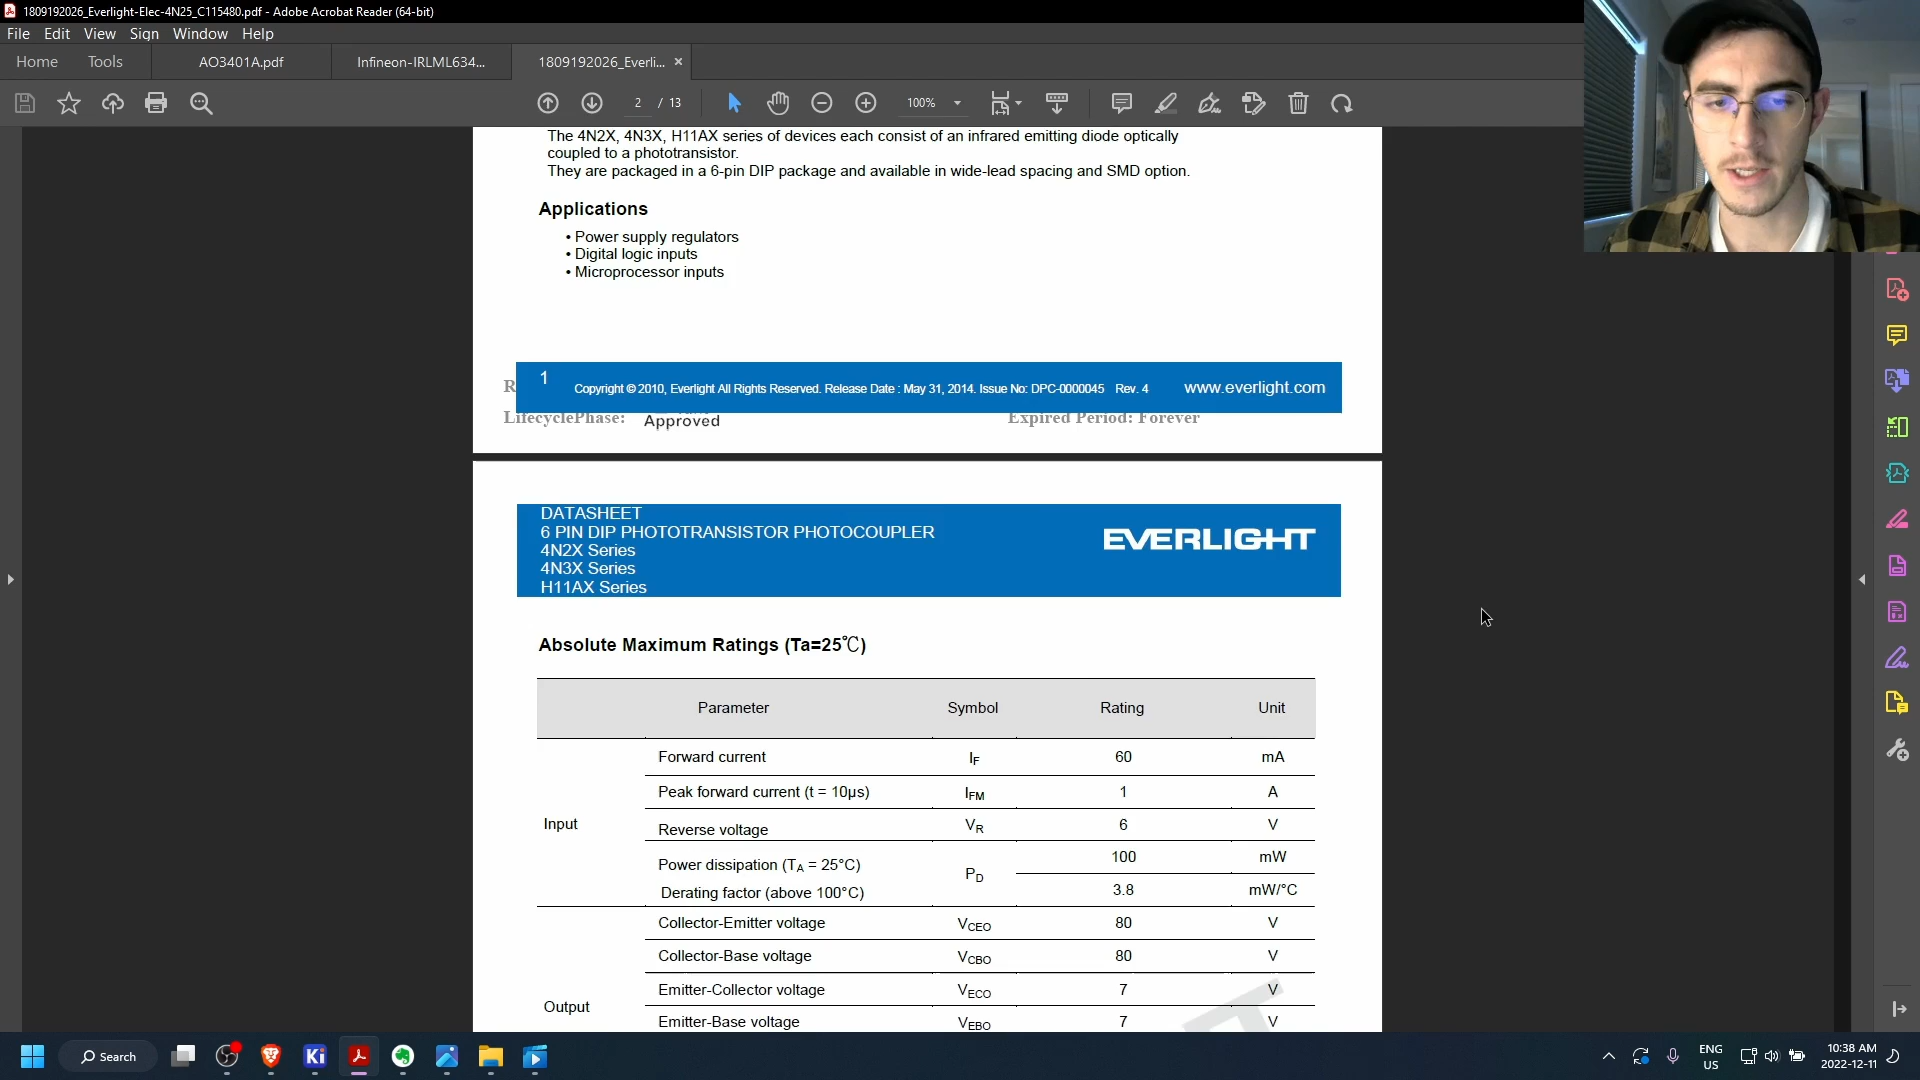 1809192026_Everlight-Elec-4N25_C115480.pdf - Adobe Acrobat Reader (64-bit)
File Edit View Sign Window Help
Home Tools AO3401A.pdf Infineon-IRLML634... 1809192026_Everli... ×
2 / 13 100%
The 4N2X, 4N3X, H11AX series of devices each consist of an infrared emitting diode optically
coupled to a phototransistor.
They are packaged in a 6-pin DIP package and available in wide-lead spacing and SMD option.
Applications
• Power supply regulators
• Digital logic inputs
• Microprocessor inputs
R 1 Copyright © 2010, Everlight All Rights Reserved. Release Date : May 31, 2014. Issue No: DPC-0000045 Rev. 4 www.everlight.com
LifecyclePhase: Approved Expired Period: Forever
DATASHEET
6 PIN DIP PHOTOTRANSISTOR PHOTOCOUPLER
EVERLIGHT
4N2X Series
4N3X Series
H11AX Series
Absolute Maximum Ratings (Ta=25℃)
Parameter Symbol Rating Unit
Forward current IF 60 mA
Peak forward current (t = 10µs) IFM 1 A
Input
Reverse voltage VR 6 V
Power dissipation (TA = 25°C) PD 100 mW
Derating factor (above 100°C) 3.8 mW/°C
Collector-Emitter voltage VCEO 80 V
Collector-Base voltage VCBO 80 V
Emitter-Collector voltage VECO 7 V
Output
Emitter-Base voltage VEBO 7 V
Search
Ki
ENG
US
10:38 AM
2022-12-11